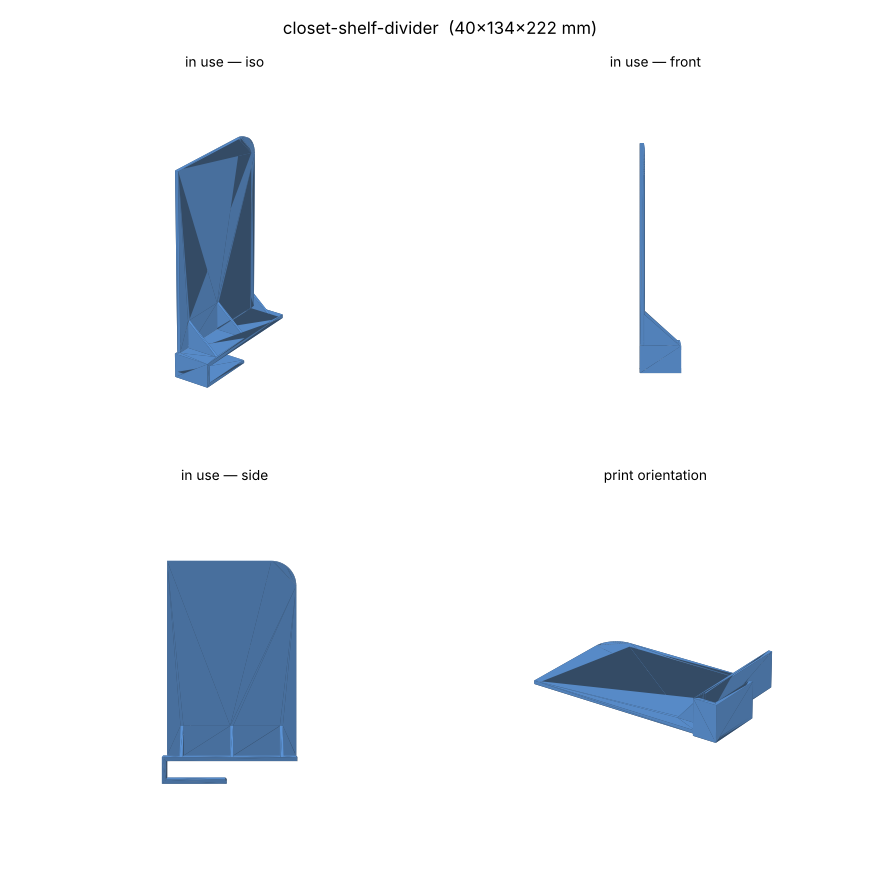 closet-shelf-divider  (40×134×222 mm)
in use — iso
in use — front
in use — side
print orientation